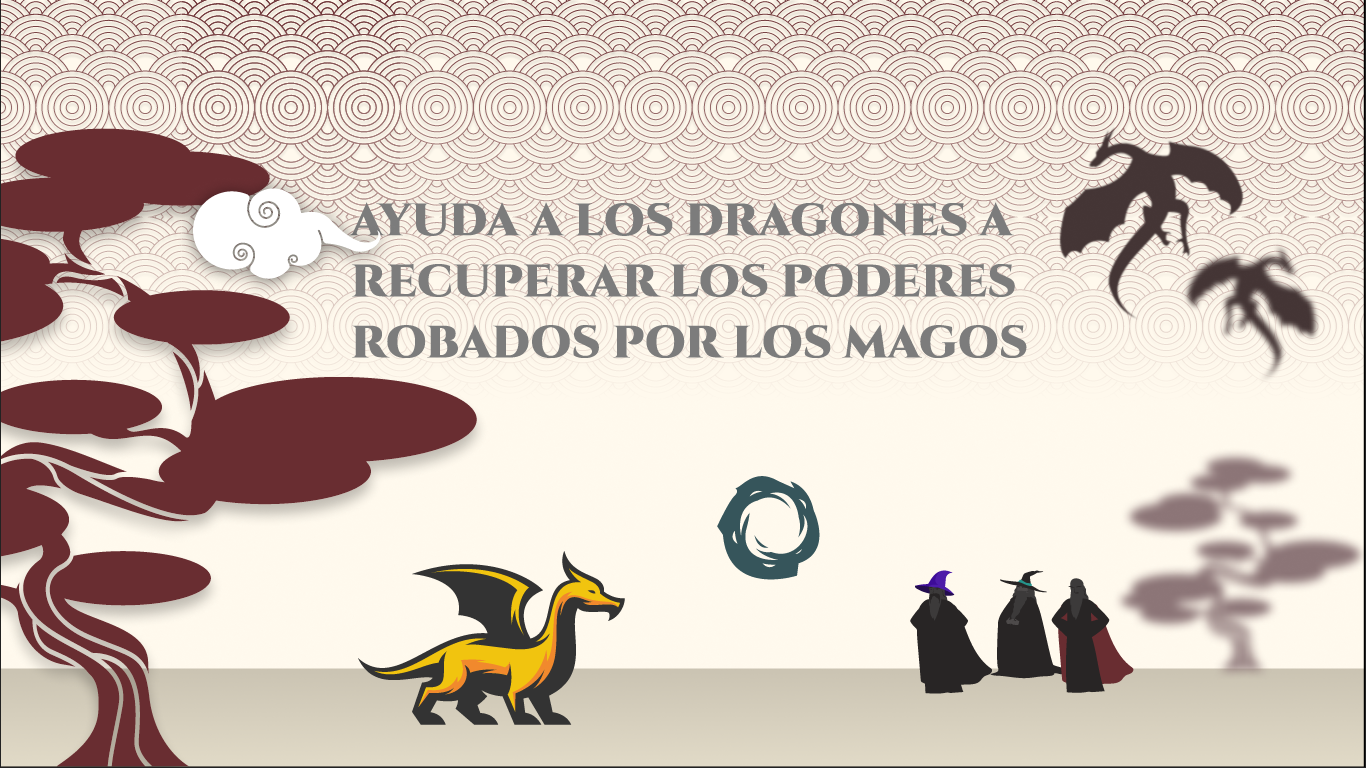 AYUDA A LOS DRAGONES A
RECUPERAR LOS PODERES
ROBADOS POR LOS MAGOS